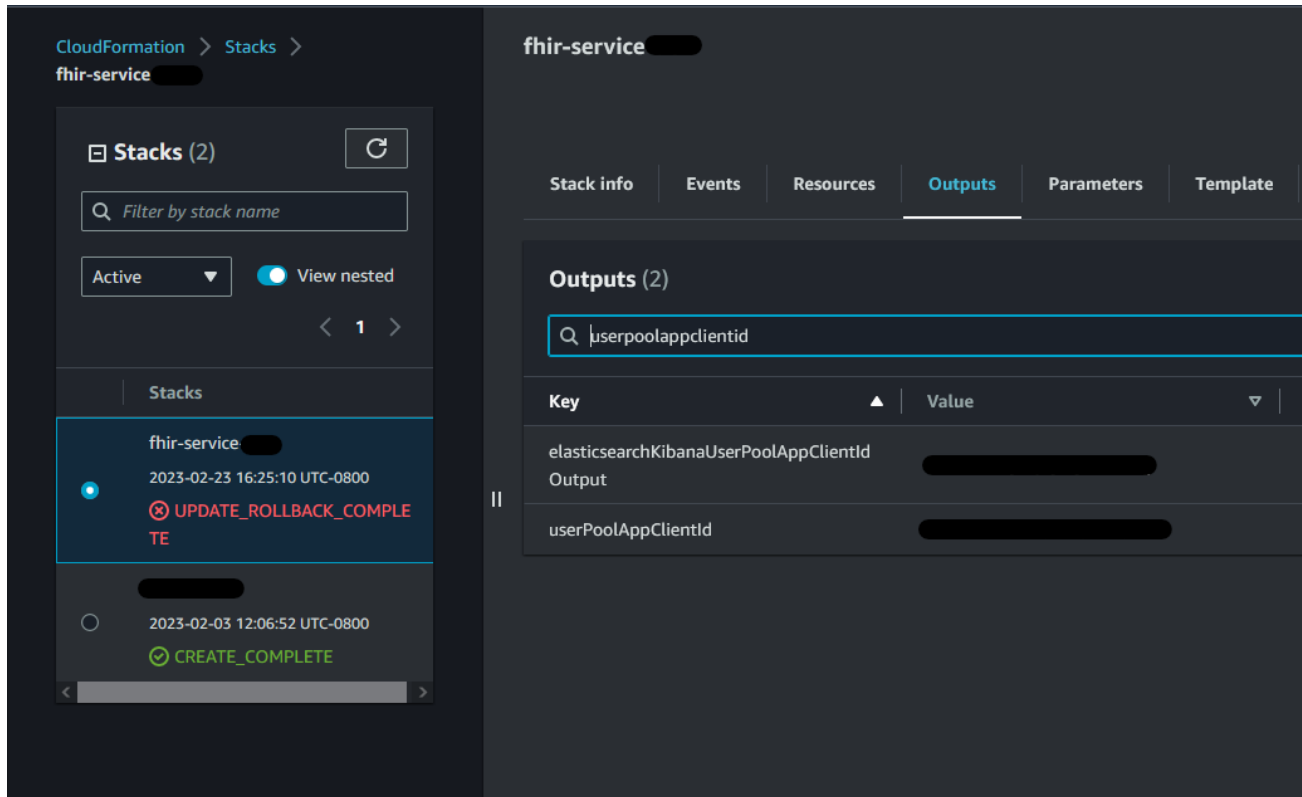 CloudFormation > Stacks >
fhir-service
Stacks (2)
Filter by stack name
Active
View nested
< 1 >
Stacks
fhir-service-
2023-02-23 16:25:10 UTC-0800
UPDATE_ROLLBACK_COMPLE
TE
2023-02-03 12:06:52 UTC-0800
CREATE_COMPLETE
fhir-service
Stack info Events Resources Outputs Parameters Template
Outputs (2)
userpoolappclientid
Key Value
elasticsearchKibanaUserPoolAppClientId
Output
userPoolAppClientId